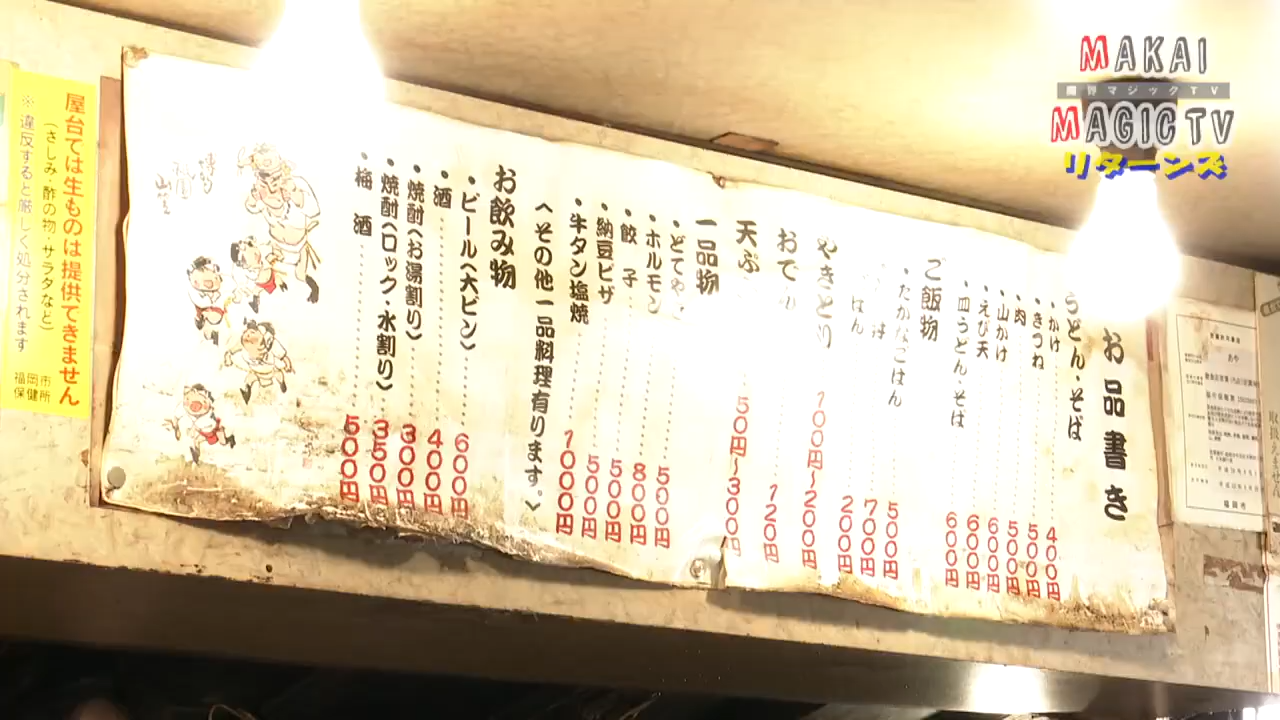 MAKAI
魔界マジックTV
MAGIC TV
リターンズ
お品書き
うどん・そば
・かけ 400円
・きつね 500円
・肉 500円
・山かけ 600円
・えび天 600円
・皿うどん・そば 600円
ご飯物
・たかなごはん 500円
700円
はん 200円
やきとり 100円〜200円
おで 120円
天ぷ 50円〜300円
一品物
・どてや 500円
・ホルモン 800円
・餃子 500円
・納豆ピザ 500円
・牛タン塩焼 1000円
(その他一品料理有ります。)
お飲み物
・ビール(大ビン) 600円
・酒 400円
・焼酎(お湯割り) 300円
・焼酎(ロック・水割り) 350円
・梅酒 500円
屋台では生ものは提供できません
(さしみ・酢の物・サラダなど)
※違反すると厳しく処分されます
福岡市
保健所
あや
福岡市